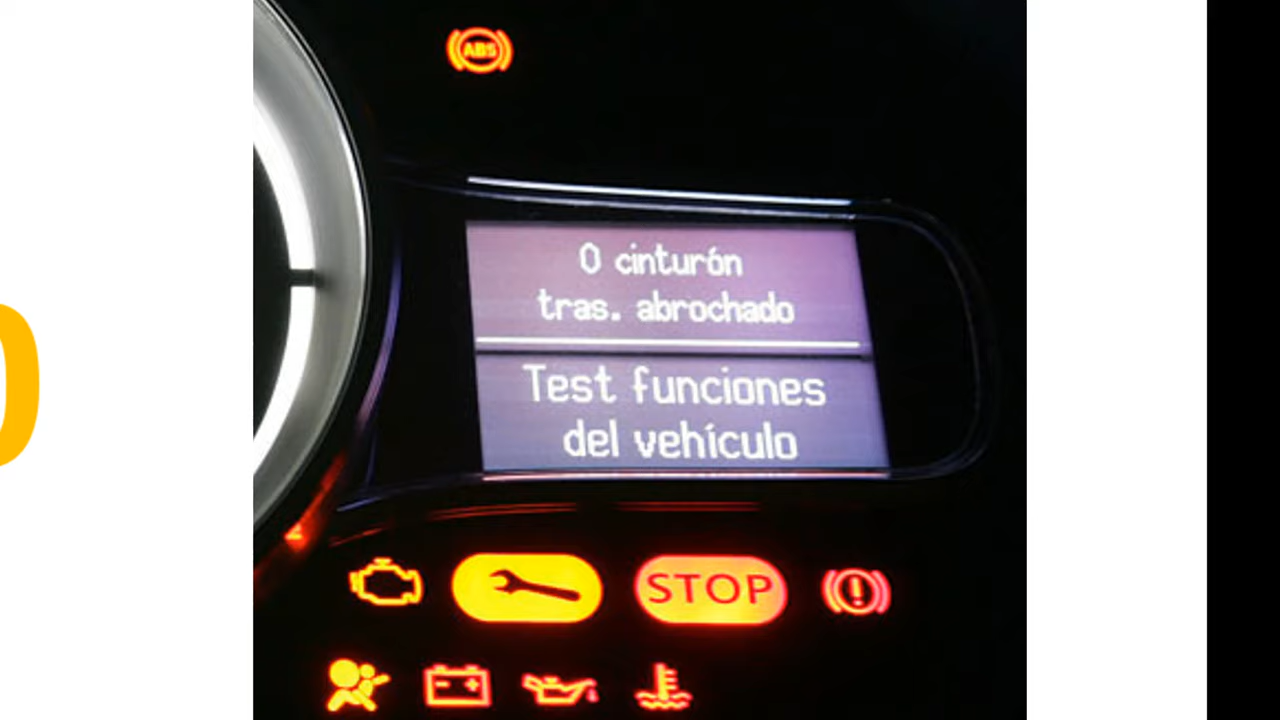 ABS
0 cinturón
tras. abrochado
Test funciones
del vehículo
STOP